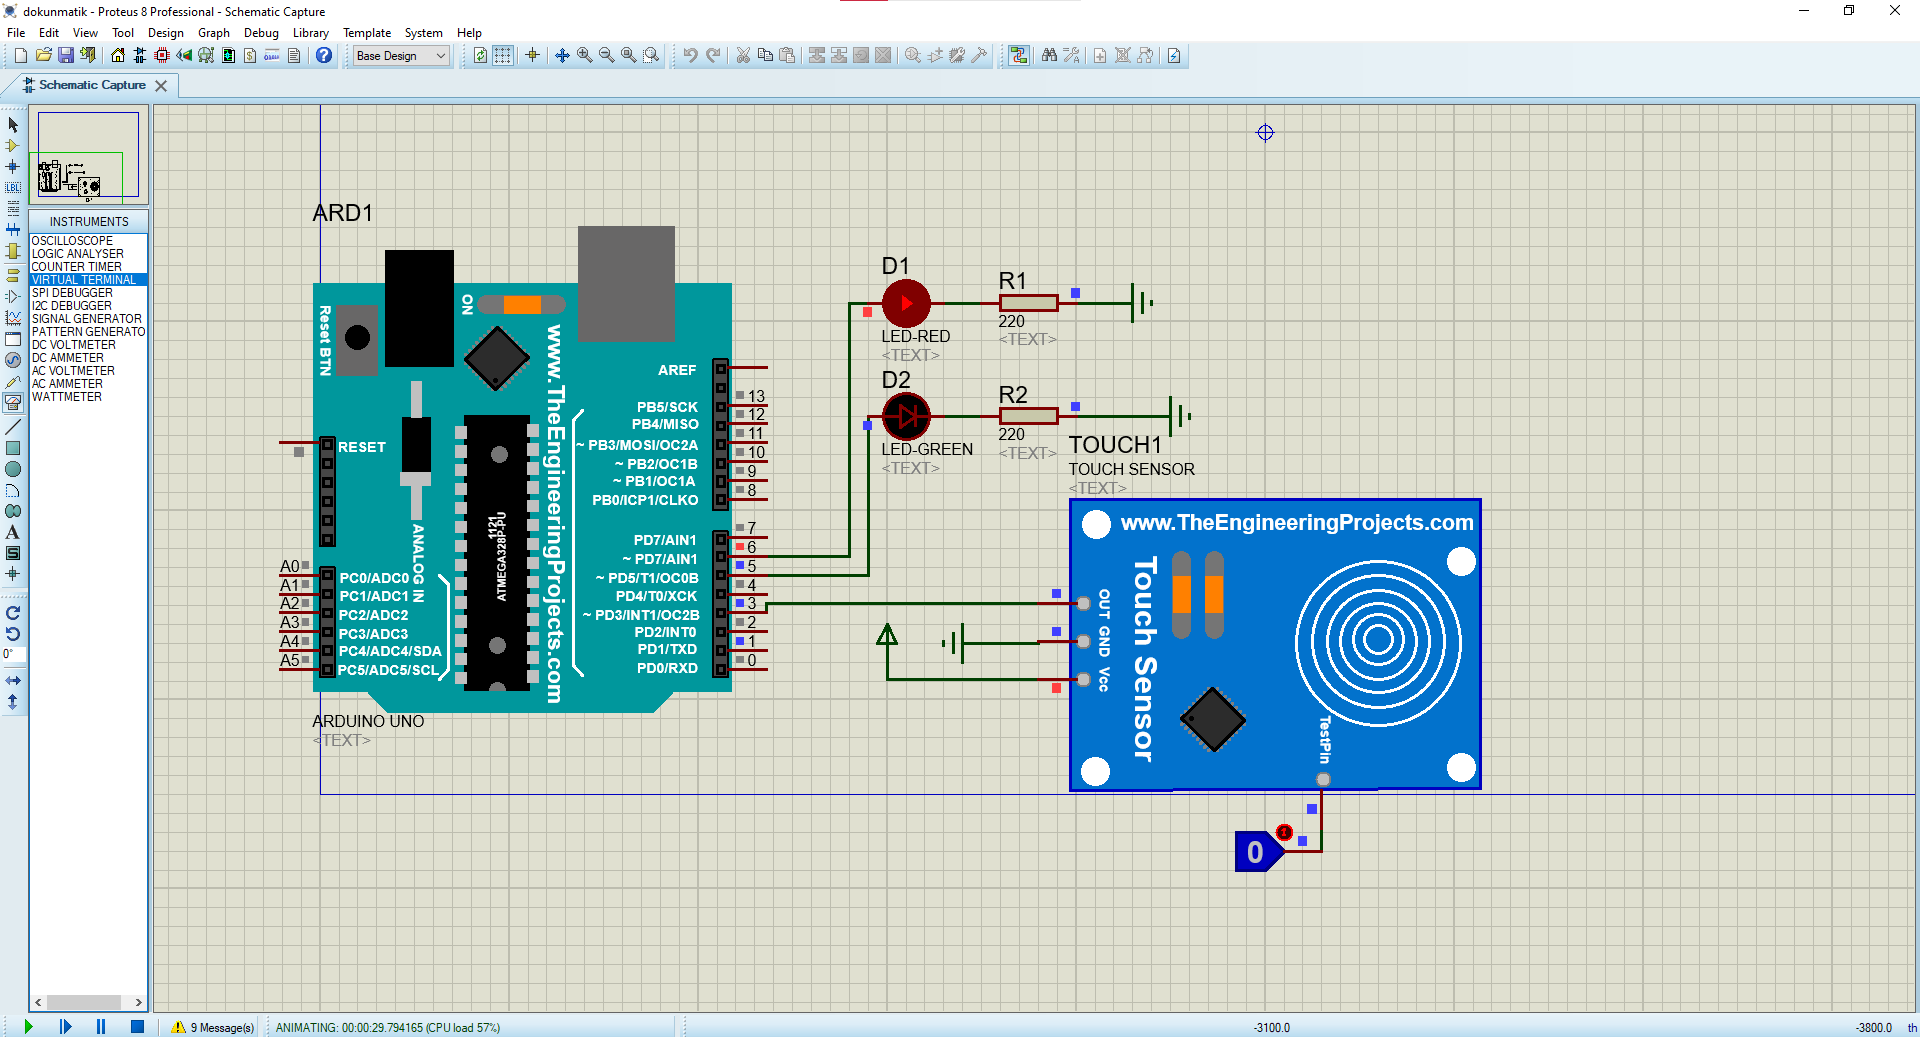 dokunmatik - Proteus 8 Professional - Schematic Capture
File Edit View Tool Design Graph Debug Library Template System Help
Base Design
Schematic Capture
INSTRUMENTS
OSCILLOSCOPE
LOGIC ANALYSER
COUNTER TIMER
VIRTUAL TERMINAL
SPI DEBUGGER
I2C DEBUGGER
SIGNAL GENERATOR
PATTERN GENERATO
DC VOLTMETER
DC AMMETER
AC VOLTMETER
AC AMMETER
WATTMETER
LBL
A
S
0°
ARD1
Reset BTN
ON
www.TheEngineeringProjects.com
RESET
ANALOG IN
1121
ATMEGA328P-PU
AREF
PB5/SCK 13
PB4/MISO 12
~ PB3/MOSI/OC2A 11
~ PB2/OC1B 10
~ PB1/OC1A 9
PB0/ICP1/CLKO 8
PD7/AIN1 7
~ PD7/AIN1 6
~ PD5/T1/OC0B 5
PD4/T0/XCK 4
~ PD3/INT1/OC2B 3
PD2/INT0 2
PD1/TXD 1
PD0/RXD 0
A0 PC0/ADC0
A1 PC1/ADC1
A2 PC2/ADC2
A3 PC3/ADC3
A4 PC4/ADC4/SDA
A5 PC5/ADC5/SCL
ARDUINO UNO
<TEXT>
D1
LED-RED
<TEXT>
R1
220
<TEXT>
D2
LED-GREEN
<TEXT>
R2
220
<TEXT>
TOUCH1
TOUCH SENSOR
<TEXT>
www.TheEngineeringProjects.com
OUT
GND
Vcc
Touch Sensor
TestPin
0
9 Message(s)
ANIMATING: 00:00:29.794165 (CPU load 57%)
-3100.0
-3800.0
th